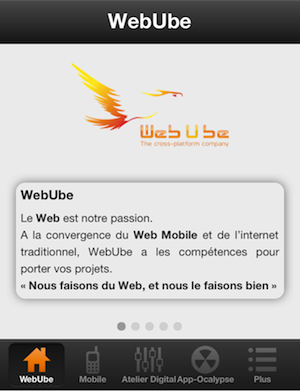 WebUbe
Web Ube
The cross-platform company
WebUbe
Le Web est notre passion.
A la convergence du Web Mobile et de l'internet
traditionnel, WebUbe a les compétences pour
porter vos projets.
« Nous faisons du Web, et nous le faisons bien »
WebUbe Mobile Atelier Digital App-Ocalypse Plus